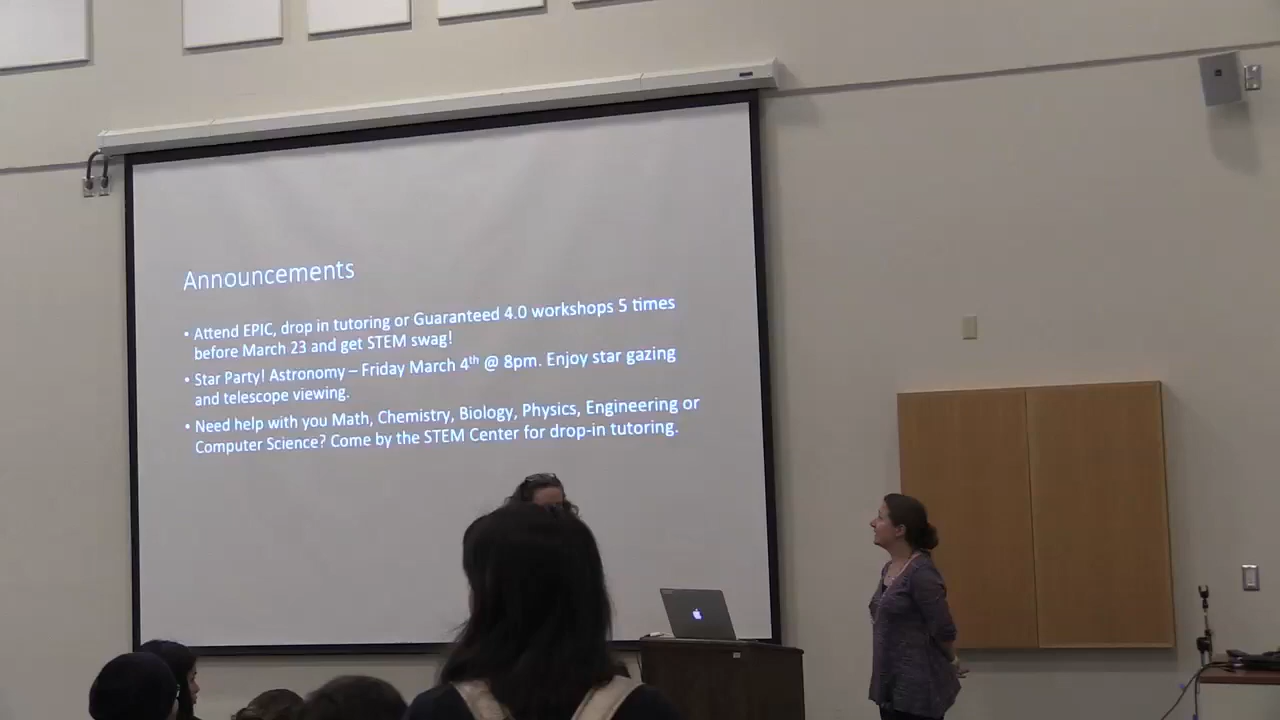 Announcements
• Attend EPIC, drop in tutoring or Guaranteed 4.0 workshops 5 times
before March 23 and get STEM swag!
• Star Party! Astronomy – Friday March 4th @ 8pm. Enjoy star gazing
and telescope viewing.
• Need help with you Math, Chemistry, Biology, Physics, Engineering or
Computer Science? Come by the STEM Center for drop-in tutoring.